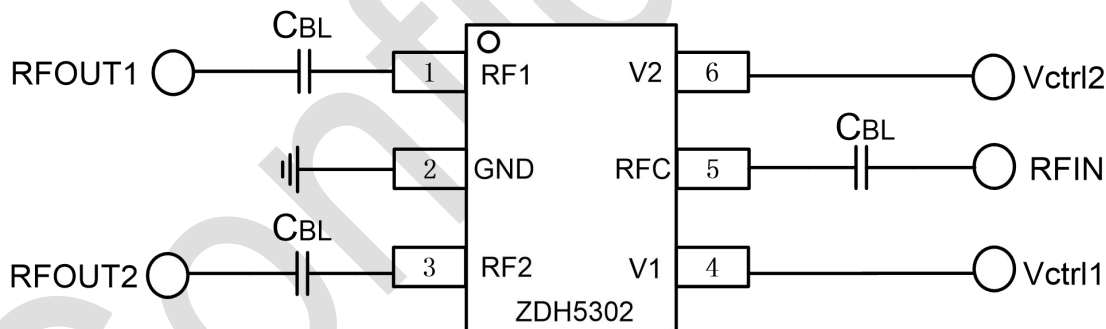 CBL
RFOUT1 1 RF1 V2 6 Vctrl2
CBL
2 GND RFC 5 RFIN
CBL
RFOUT2 3 RF2 V1 4 Vctrl1
ZDH5302